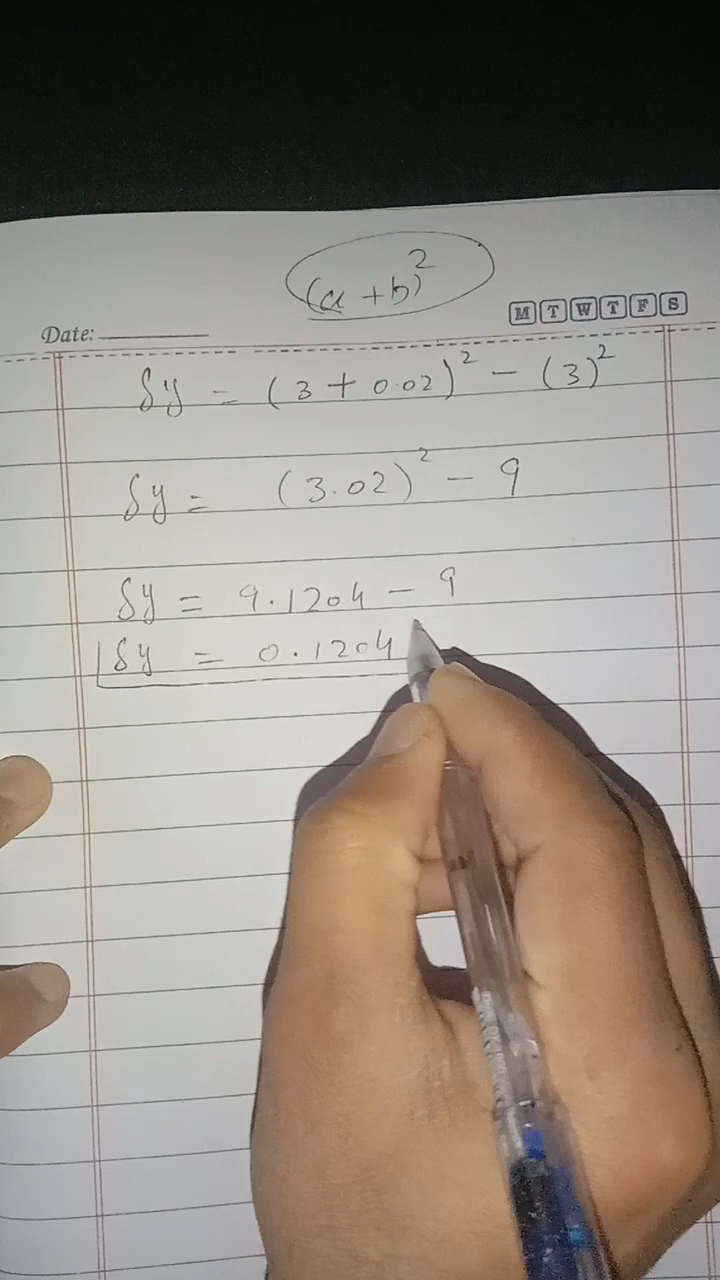 (a + b)²
M T W T F S
Date:
δy = (3 + 0.02)² - (3)²
δy = (3.02)² - 9
δy = 9.1204 - 9
δy = 0.1204